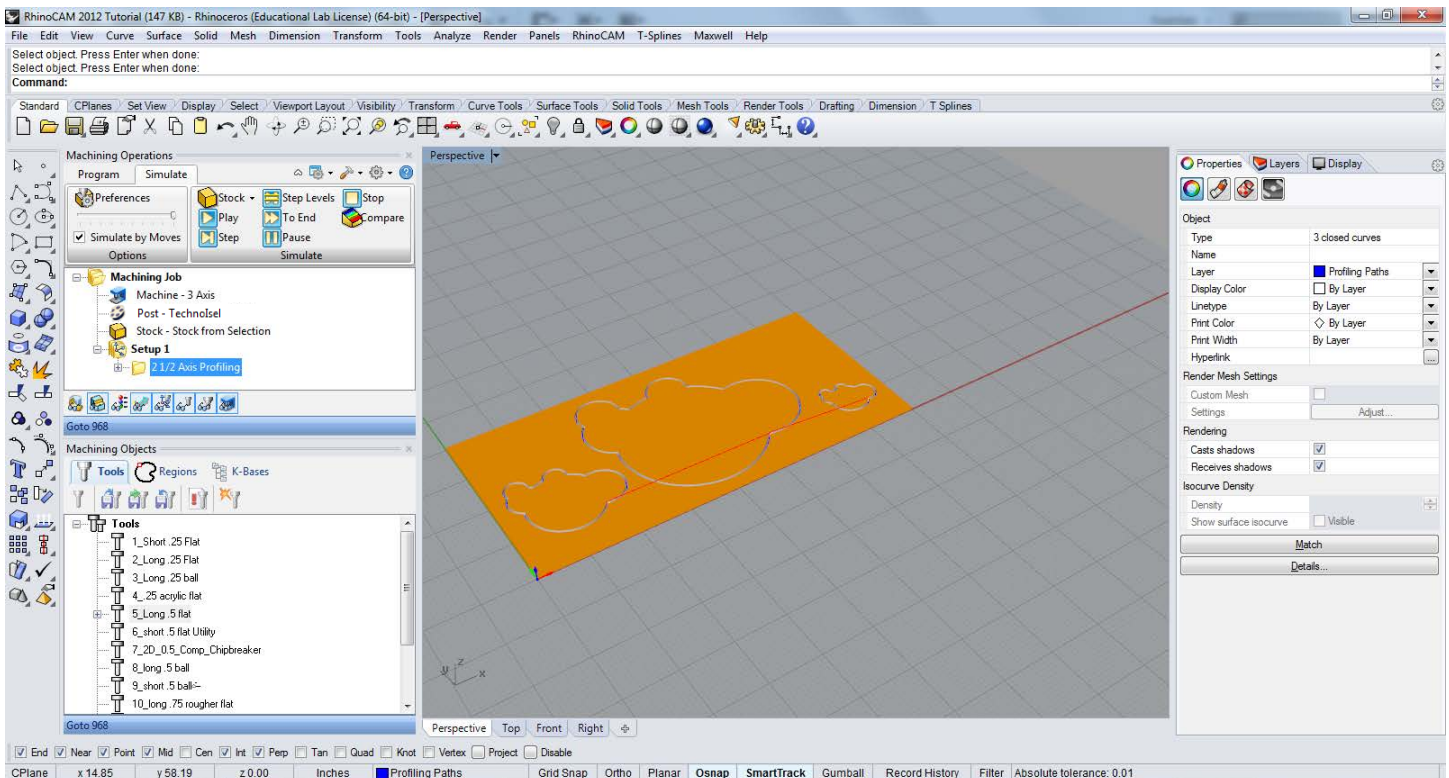 RhinoCAM 2012 Tutorial (147 KB) - Rhinoceros (Educational Lab License) (64-bit) - [Perspective]
File Edit View Curve Surface Solid Mesh Dimension Transform Tools Analyze Render Panels RhinoCAM T-Splines Maxwell Help
Select object. Press Enter when done:
Select object. Press Enter when done:
Command:
Standard CPlanes Set View Display Select Viewport Layout Visibility Transform Curve Tools Surface Tools Solid Tools Mesh Tools Render Tools Drafting Dimension T Splines
Machining Operations
Program Simulate
Preferences
Stock
Step Levels
Stop
Play
To End
Compare
Simulate by Moves
Step
Pause
Options
Simulate
Machining Job
Machine - 3 Axis
Post - TechnoIsel
Stock - Stock from Selection
Setup 1
2 1/2 Axis Profiling
Goto 968
Machining Objects
Tools Regions K-Bases
Tools
1_Short .25 Flat
2_Long .25 Flat
3_Long .25 ball
4_.25 acrylic flat
5_Long .5 flat
6_short .5 flat Utility
7_2D_0.5_Comp_Chipbreaker
8_long .5 ball
9_short .5 ball
10_long .75 rougher flat
Goto 968
Perspective
z
y
x
Perspective Top Front Right
Properties Layers Display
Object
Type 3 closed curves
Name
Layer Profiling Paths
Display Color By Layer
Linetype By Layer
Print Color By Layer
Print Width By Layer
Hyperlink ...
Render Mesh Settings
Custom Mesh
Settings Adjust...
Rendering
Casts shadows
Receives shadows
Isocurve Density
Density
Show surface isocurve Visible
Match
Details...
End Near Point Mid Cen Int Perp Tan Quad Knot Vertex Project Disable
CPlane x 14.85 y 58.19 z 0.00 Inches Profiling Paths Grid Snap Ortho Planar Osnap SmartTrack Gumball Record History Filter Absolute tolerance: 0.01